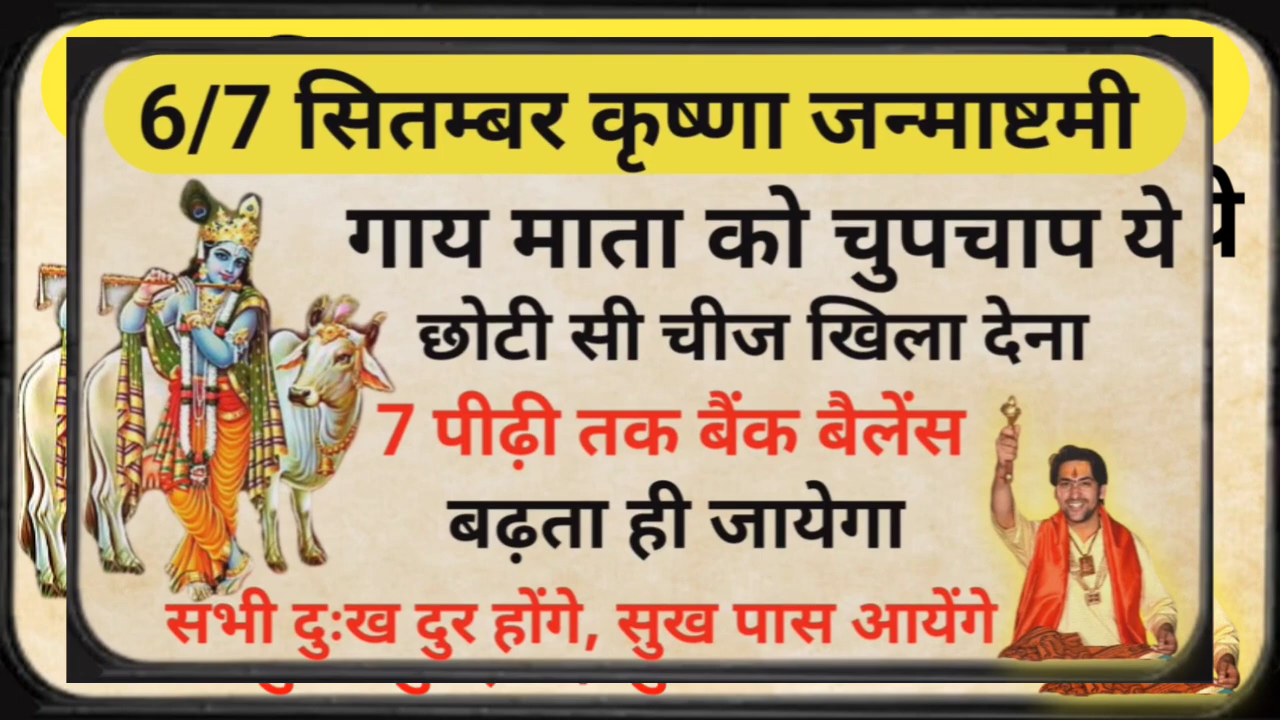 6/7 सितम्बर कृष्णा जन्माष्टमी
गाय माता को चुपचाप ये
छोटी सी चीज खिला देना
7 पीढ़ी तक बैंक बैलेंस
बढ़ता ही जायेगा
सभी दुःख दुर होंगे, सुख पास आयेंगे